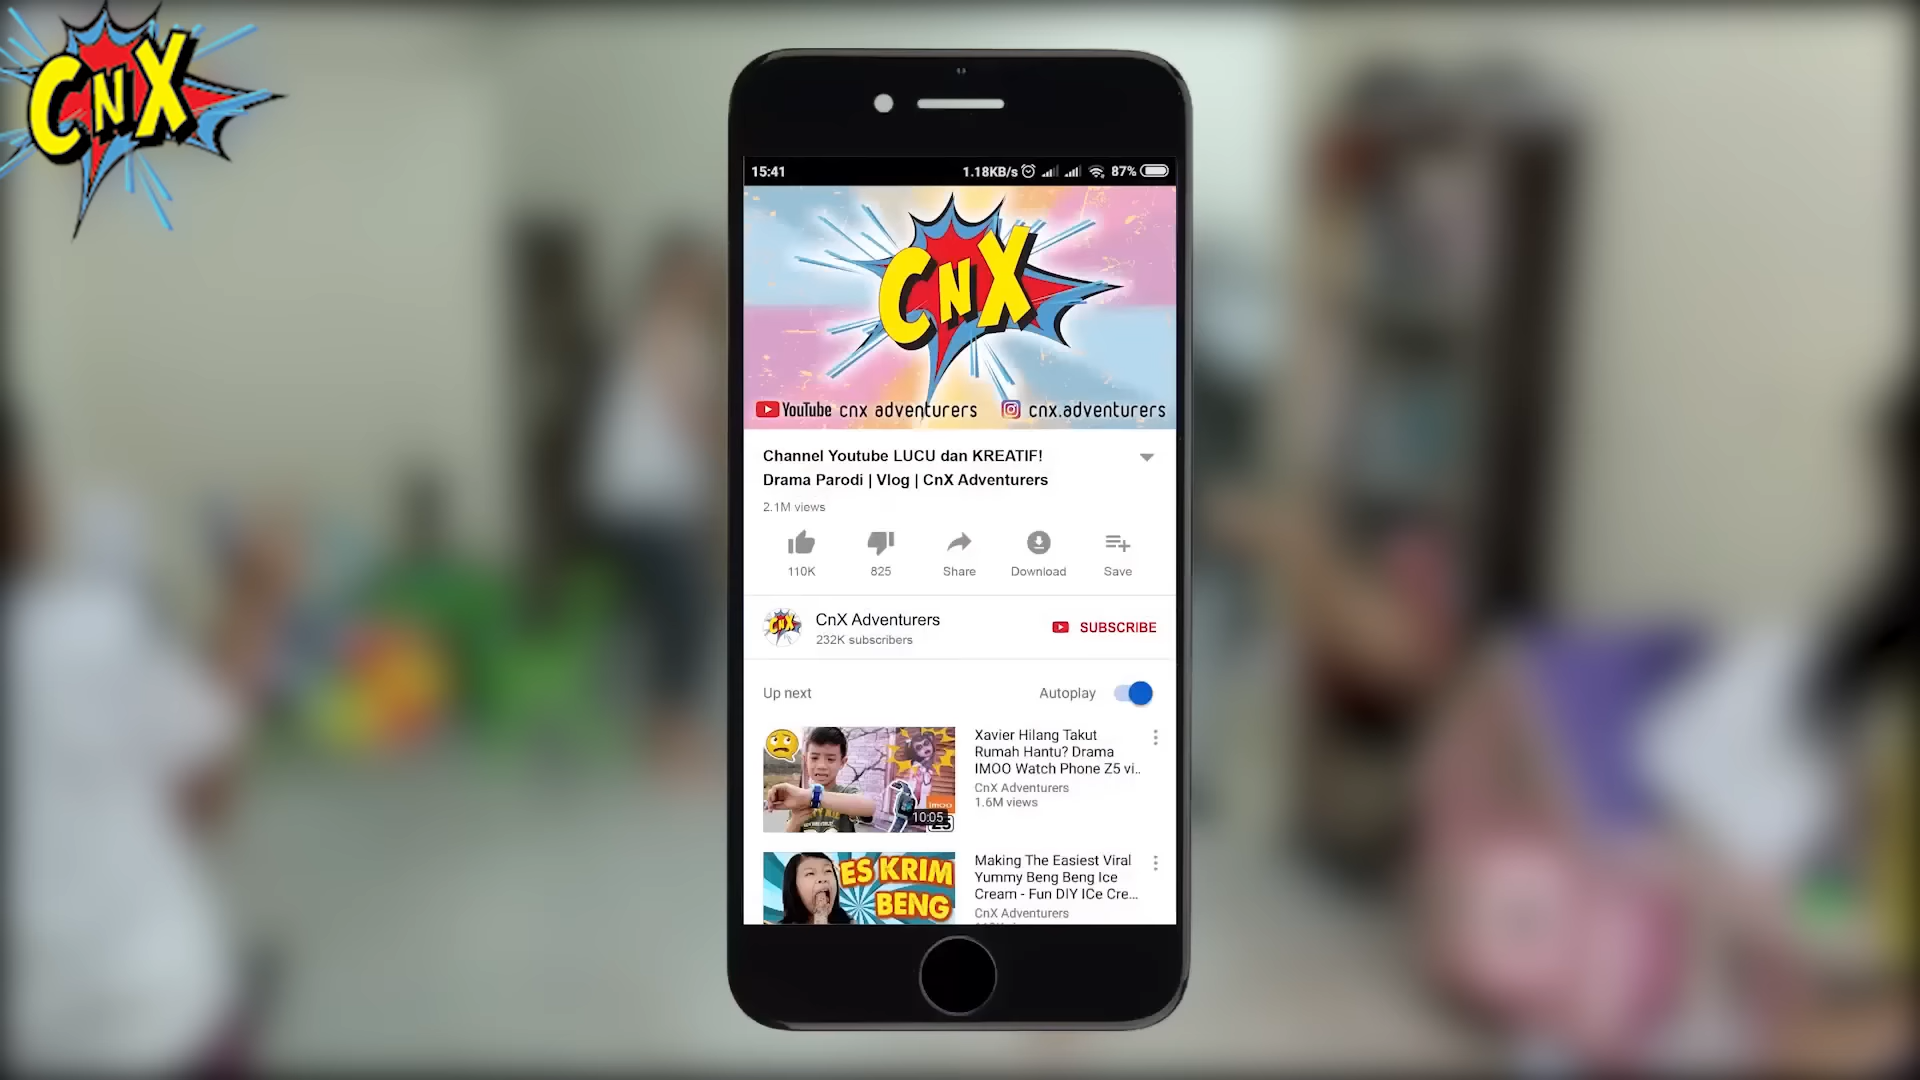 CnX
15:41
1.18KB/s
87%
CnX
YouTube cnx adventurers
cnx.adventurers
Channel Youtube LUCU dan KREATIF!
Drama Parodi | Vlog | CnX Adventurers
2.1M views
110K
825
Share
Download
Save
CnX
CnX Adventurers
232K subscribers
SUBSCRIBE
Up next
Autoplay
imoo
10:05
Xavier Hilang Takut
Rumah Hantu? Drama
IMOO Watch Phone Z5 vi..
CnX Adventurers
1.6M views
ES KRIM
BENG
Making The Easiest Viral
Yummy Beng Beng Ice
Cream - Fun DIY ICe Cre...
CnX Adventurers